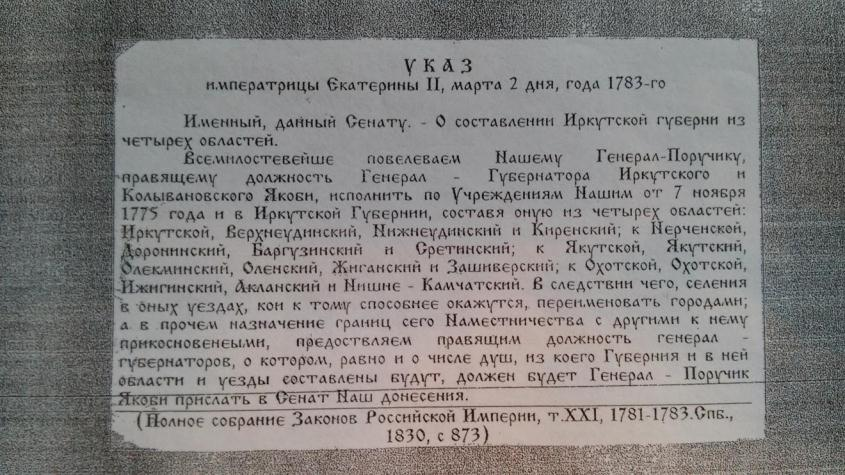 УКАЗ
императрицы Екатерины II, марта 2 дня, года 1783-го
Именный, данный Сенату. - О составлении Иркутской губерни из
четырех областей.
Всемилостевейше повелеваем Нашему Генерал-Поручику,
правящему должность Генерал - Губернатора Иркутского и
Колывановского Якоби, исполнить по Учреждениям Нашим от 7 ноября
1775 года и в Иркутской Губернии, составя оную из четырех областей:
Иркутской, Верхнеудинский, Нижнеудинский и Киренский; к Нерченской,
Доронинский, Баргузинский и Сретинский; к Якутской, Якутский,
Олекминский, Оленский, Жиганский и Зашиверский; к Охотской, Охотской,
Ижигинский, Акланский и Нишне - Камчатский. В следствии чего, селения
в оных уездах, кои к тому способнее окажутся, переименовать городами;
а в прочем назначение границ сего Наместничества с другими к нему
прикосновенеыми, предоствляем правящим должность генерал -
губернаторов, о котором, равно и о числе душ, из коего Губерния и в ней
области и уезды составлены будут, должен будет Генерал - Поручик
Якоби прислать в Сенат Наш донесения.
(Полное собрание Законов Российской Империи, т.XXI, 1781-1783.Спб.,
1830, с 873)